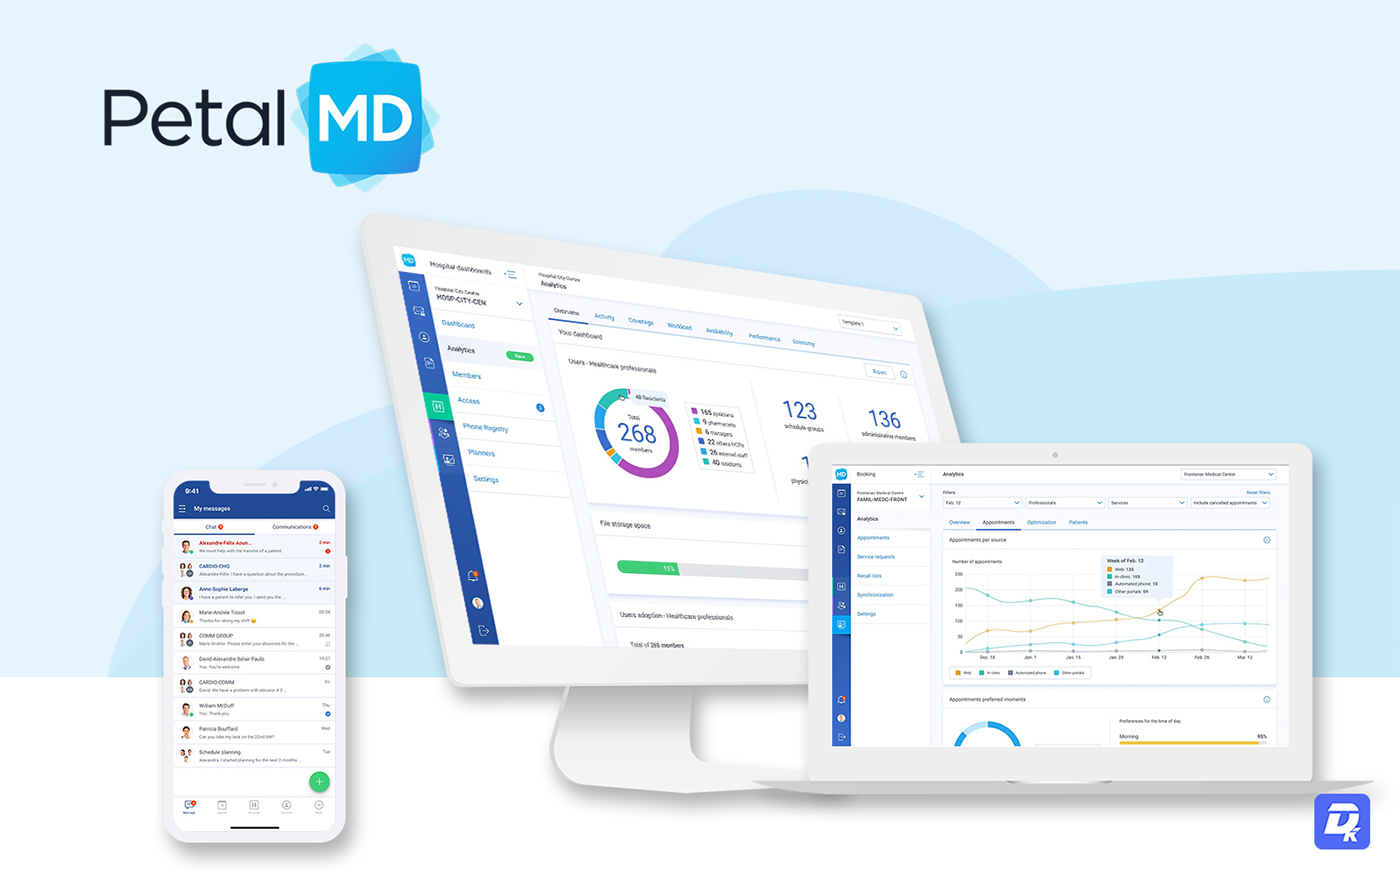 Petal MD
MD Hospital dashboards
Hospital City Centre
HOSP-CITY-CEN
Dashboard
Analytics
New
Members
Access
Phone Registry
Planners
Settings
Hospital City Centre
Analytics
Template 1
Overview Activity Coverage Workload Availability Performance Economy
Your dashboard
Export
Users - Healthcare professionals
48 Residents
Total
268
members
9 pharmacists
6 managers
22 others HCPs
26 external staff
40 residents
123
schedule groups
136
administrative members
File storage space
15%
Users adoption - Healthcare professionals
Total of 268 members
9:41
My messages
Chat
Communications
Alexandre-Félix Aoun...
2 min
We must help with the transfer of a patient
CARDIO-CHQ
2 min
Alexandre-Félix: I have a question about the procedure...
Anne-Sophie Laberge
6 min
I have a patient to refer you. I send you the ...
Marie-Andrée Tissot
00:04
Thanks for taking my shift 😊
COMM GROUP
20:46
Marie-Andrée: Please enter your absences for the ...
David-Alexandre Bélair Paulo
You: You're welcome
CARDIO-COMM
Fri
David: We have a problem with elevator # 3 ...
William McDuff
Thu
You: Thank you
Patricia Bouffard
Wed
Can you take my task on the 22nd AM?
Schedule planning
Tue
Alexandra: I started planning for the next 2 months ...
Message
MD Booking
Frontenac Medical Centre
FAMIL-MEDC-FRONT
Analytics
Appointments
Service requests
Recall lists
Synchronization
Settings
Analytics
Frontenac Medical Centre
Filters
Reset filters
Feb. 12
Professionals
Services
Include cancelled appointments
Overview Appointments Optimization Patients
Appointments per source
Number of appointments
250
200
150
100
50
0
Week of Feb. 12
Web: 135
In clinic: 105
Automated phone: 10
Other portals: 59
Dec. 18 Jan. 1 Jan. 15 Jan. 29 Feb. 12 Feb. 26 Mar. 12
Web In clinic Automated phone Other portals
Appointments preferred moments
Preferences for the time of day
Morning
95%